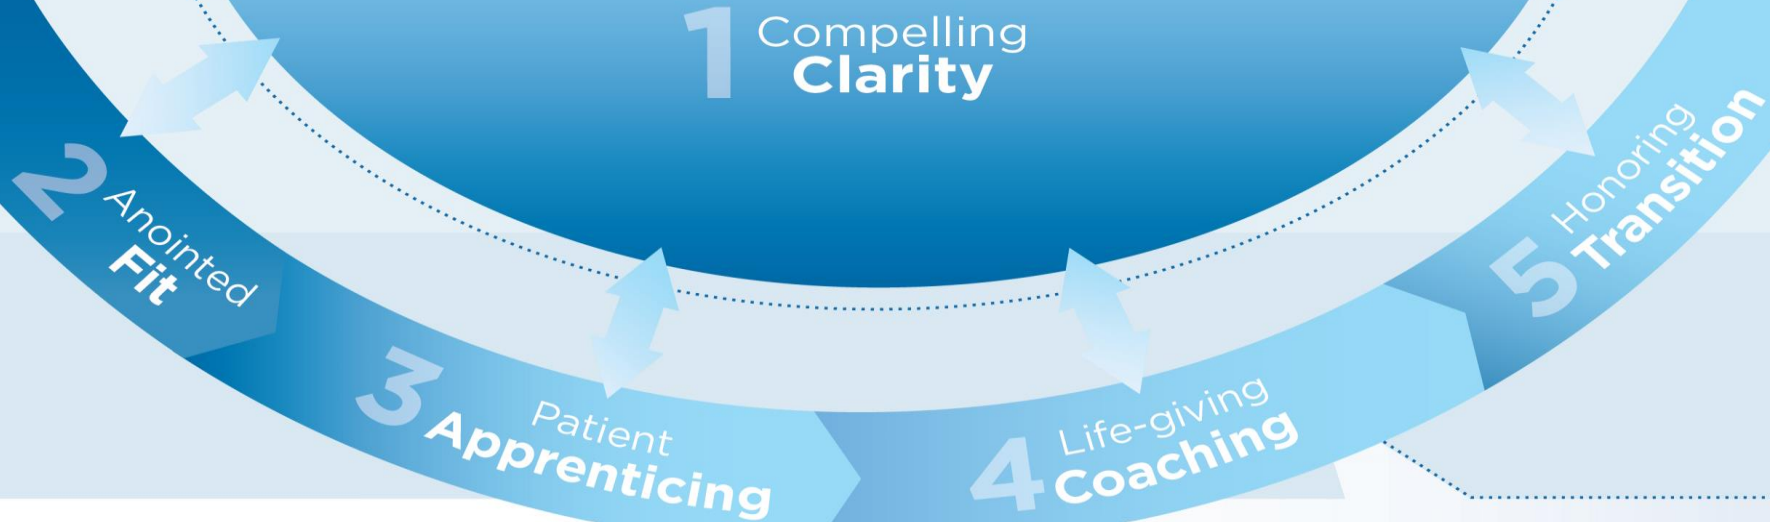 1 Compelling
Clarity
2 Anointed
Fit
3 Patient
Apprenticing
4 Life-giving
Coaching
5 Honoring
Transition